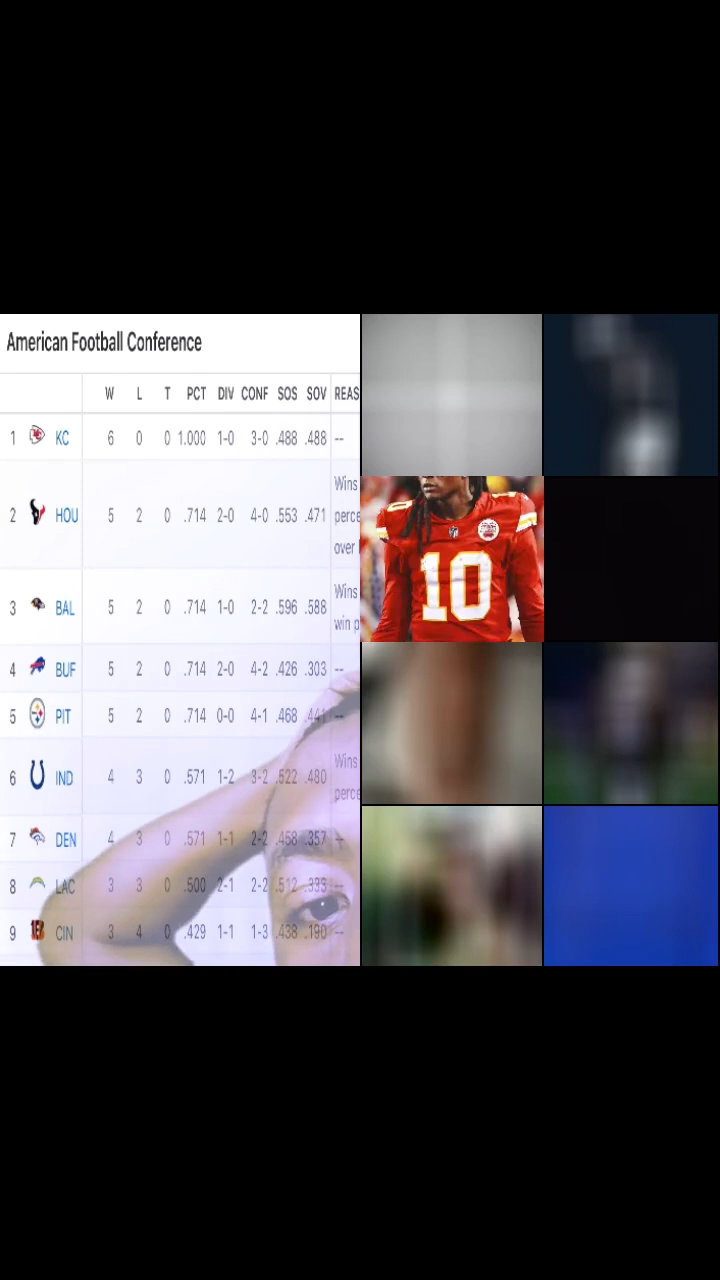 American Football Conference
W L T PCT DIV CONF SOS SOV REAS
1 KC 6 0 0 1.000 1-0 3-0 .488 .488 --
Wins
2 HOU 5 2 0 .714 2-0 4-0 .553 .471 perce
over
Wins
3 BAL 5 2 0 .714 1-0 2-2 .596 .588
win p
4 BUF 5 2 0 .714 2-0 4-2 .426 .303 --
5 PIT 5 2 0 .714 0-0 4-1 .468 .441 --
Wins
6 IND 4 3 0 .571 1-2 3-2 .522 .480
perce
7 DEN 4 3 0 .571 1-1 2-2 .458 .357 --
8 LAC 3 3 0 .500 2-1 2-2 .512 .333 --
9 CIN 3 4 0 .429 1-1 1-3 .438 .190 --
10